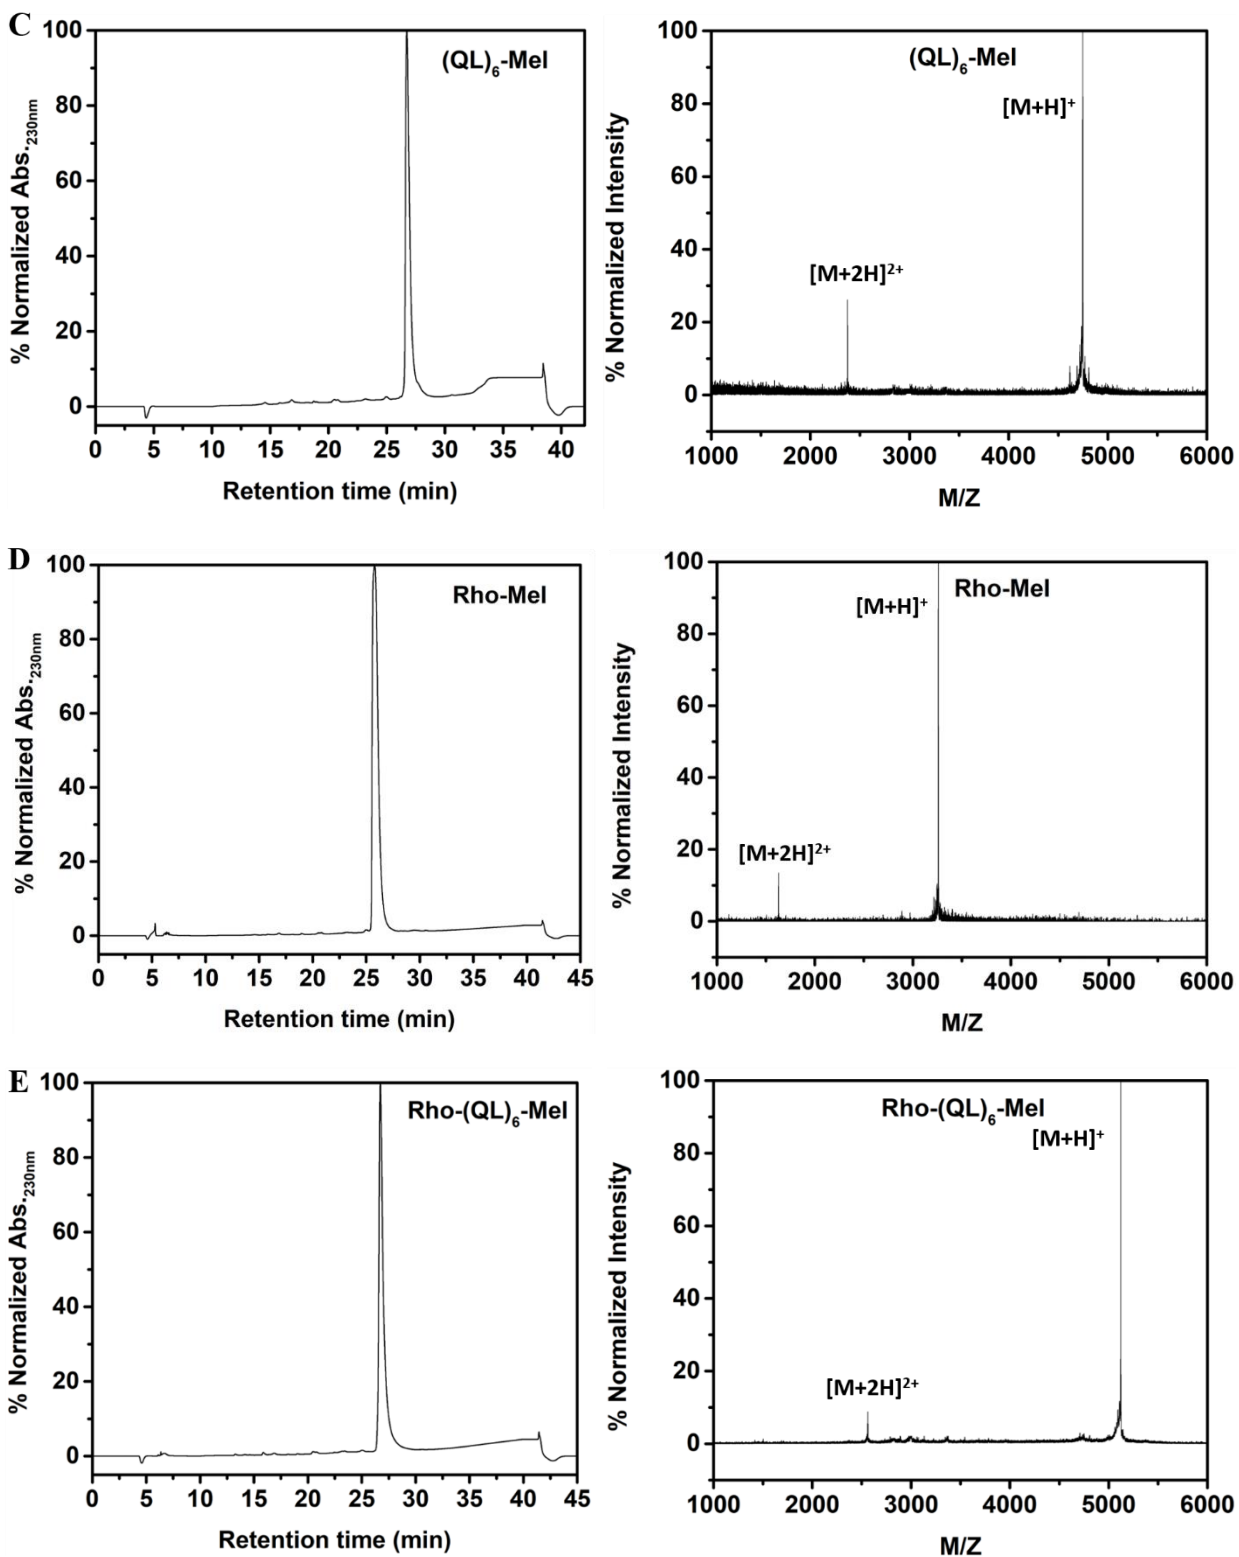 C
(QL)₆-Mel
% Normalized Abs.₂₃₀ₙₘ
100
80
60
40
20
0
0 5 10 15 20 25 30 35 40
Retention time (min)
(QL)₆-Mel
[M+H]⁺
[M+2H]²⁺
% Normalized Intensity
100
80
60
40
20
0
1000 2000 3000 4000 5000 6000
M/Z
D
Rho-Mel
% Normalized Abs.₂₃₀ₙₘ
100
80
60
40
20
0
0 5 10 15 20 25 30 35 40 45
Retention time (min)
Rho-Mel
[M+H]⁺
[M+2H]²⁺
% Normalized Intensity
100
80
60
40
20
0
1000 2000 3000 4000 5000 6000
M/Z
E
Rho-(QL)₆-Mel
% Normalized Abs.₂₃₀ₙₘ
100
80
60
40
20
0
0 5 10 15 20 25 30 35 40 45
Retention time (min)
Rho-(QL)₆-Mel
[M+H]⁺
[M+2H]²⁺
% Normalized Intensity
100
80
60
40
20
0
1000 2000 3000 4000 5000 6000
M/Z